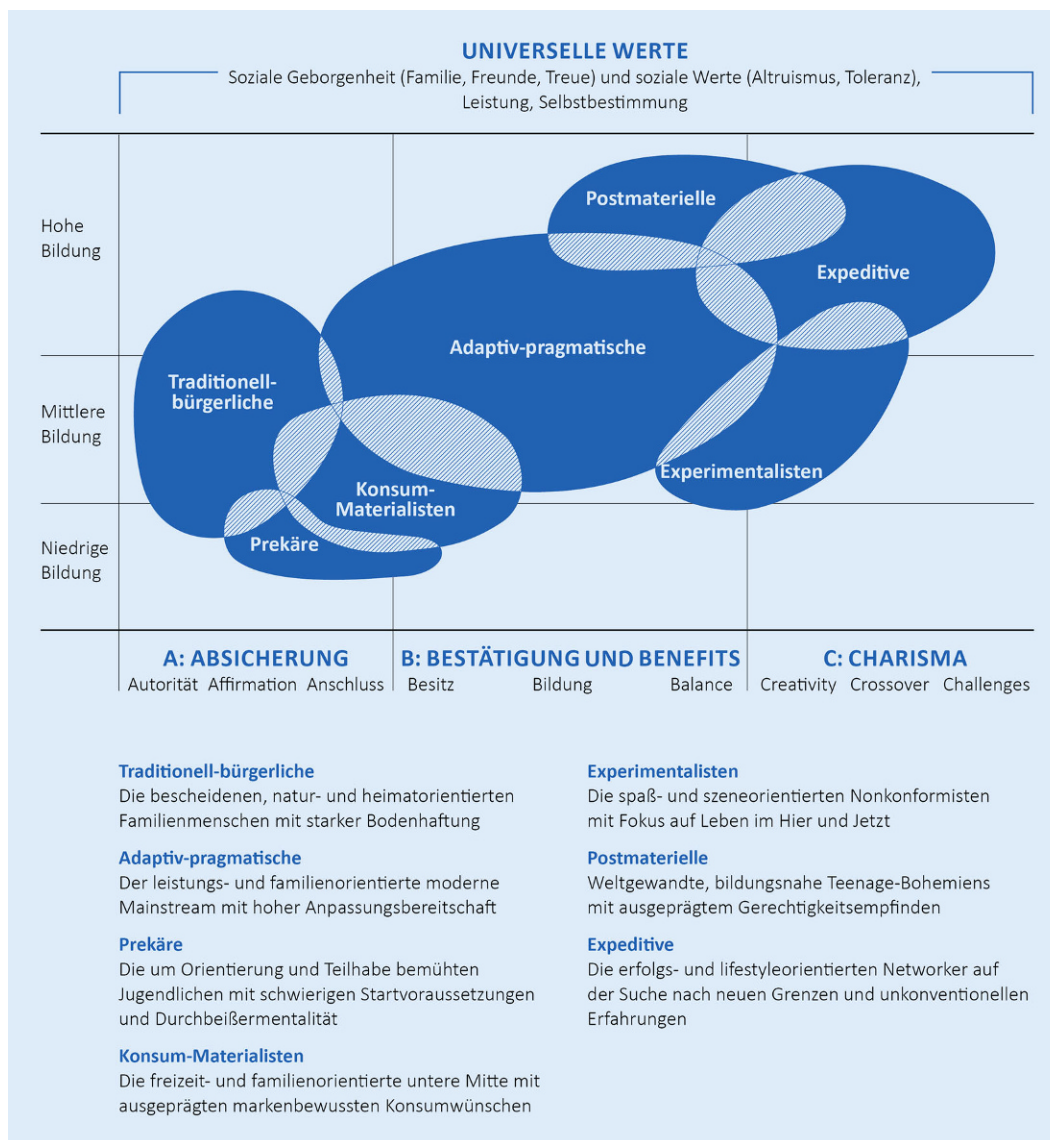 UNIVERSELLE WERTE
Soziale Geborgenheit (Familie, Freunde, Treue) und soziale Werte (Altruismus, Toleranz),
Leistung, Selbstbestimmung
Hohe
Bildung
Mittlere
Bildung
Niedrige
Bildung
Postmaterielle
Expeditive
Adaptiv-pragmatische
Traditionell-
bürgerliche
Experimentalisten
Konsum-
Materialisten
Prekäre
A: ABSICHERUNG
Autorität Affirmation Anschluss
B: BESTÄTIGUNG UND BENEFITS
Besitz Bildung Balance
C: CHARISMA
Creativity Crossover Challenges
Traditionell-bürgerliche
Die bescheidenen, natur- und heimatorientierten
Familienmenschen mit starker Bodenhaftung
Adaptiv-pragmatische
Der leistungs- und familienorientierte moderne
Mainstream mit hoher Anpassungsbereitschaft
Prekäre
Die um Orientierung und Teilhabe bemühten
Jugendlichen mit schwierigen Startvoraussetzungen
und Durchbeißermentalität
Konsum-Materialisten
Die freizeit- und familienorientierte untere Mitte mit
ausgeprägten markenbewussten Konsumwünschen
Experimentalisten
Die spaß- und szeneorientierten Nonkonformisten
mit Fokus auf Leben im Hier und Jetzt
Postmaterielle
Weltgewandte, bildungsnahe Teenage-Bohemiens
mit ausgeprägtem Gerechtigkeitsempfinden
Expeditive
Die erfolgs- und lifestyleorientierten Networker auf
der Suche nach neuen Grenzen und unkonventionellen
Erfahrungen